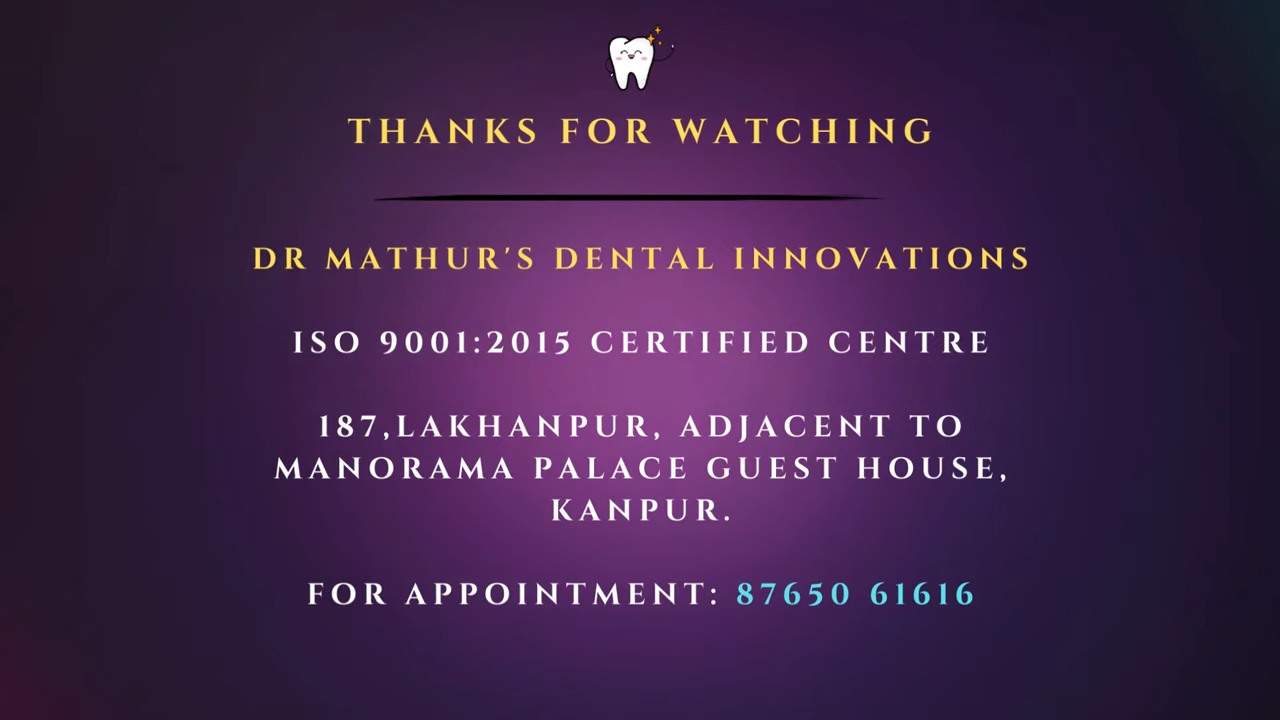 THANKS FOR WATCHING
DR MATHUR'S DENTAL INNOVATIONS
ISO 9001:2015 CERTIFIED CENTRE
187,LAKHANPUR, ADJACENT TO
MANORAMA PALACE GUEST HOUSE,
KANPUR.
FOR APPOINTMENT: 87650 61616